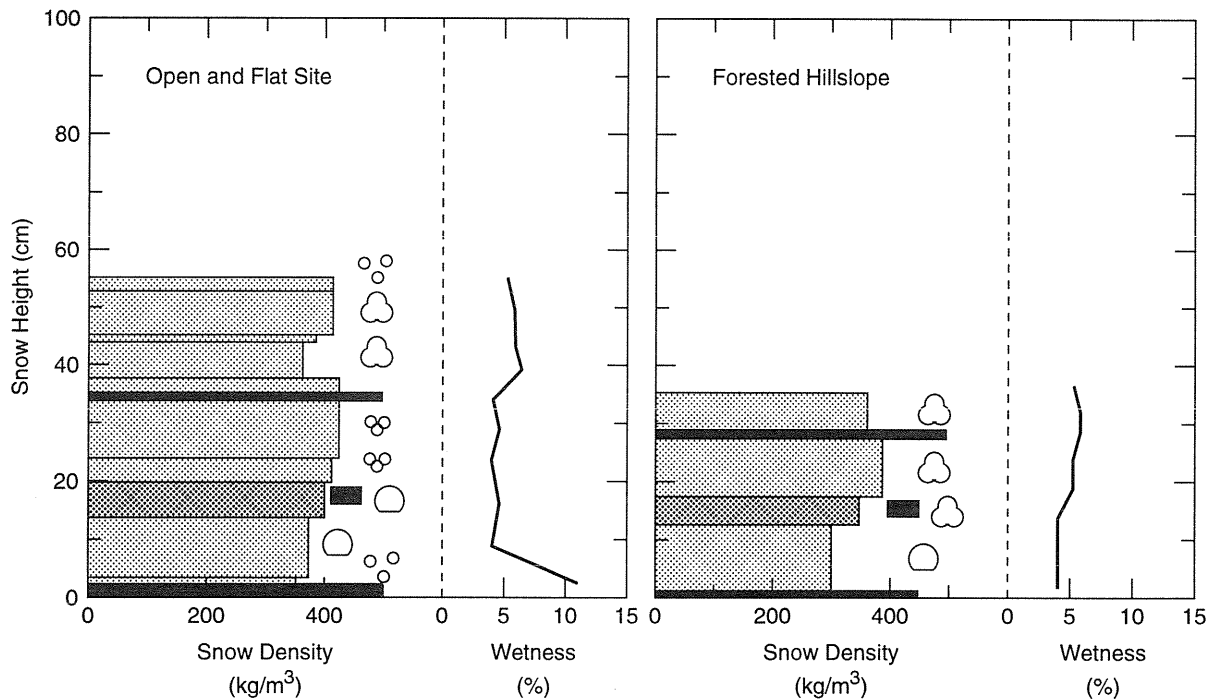 100
80
60
40
20
0
Snow Height (cm)
Open and Flat Site
0
200
400
0
5
10
15
Snow Density
(kg/m³)
Wetness
(%)
Forested Hillslope
0
200
400
0
5
10
15
Snow Density
(kg/m³)
Wetness
(%)